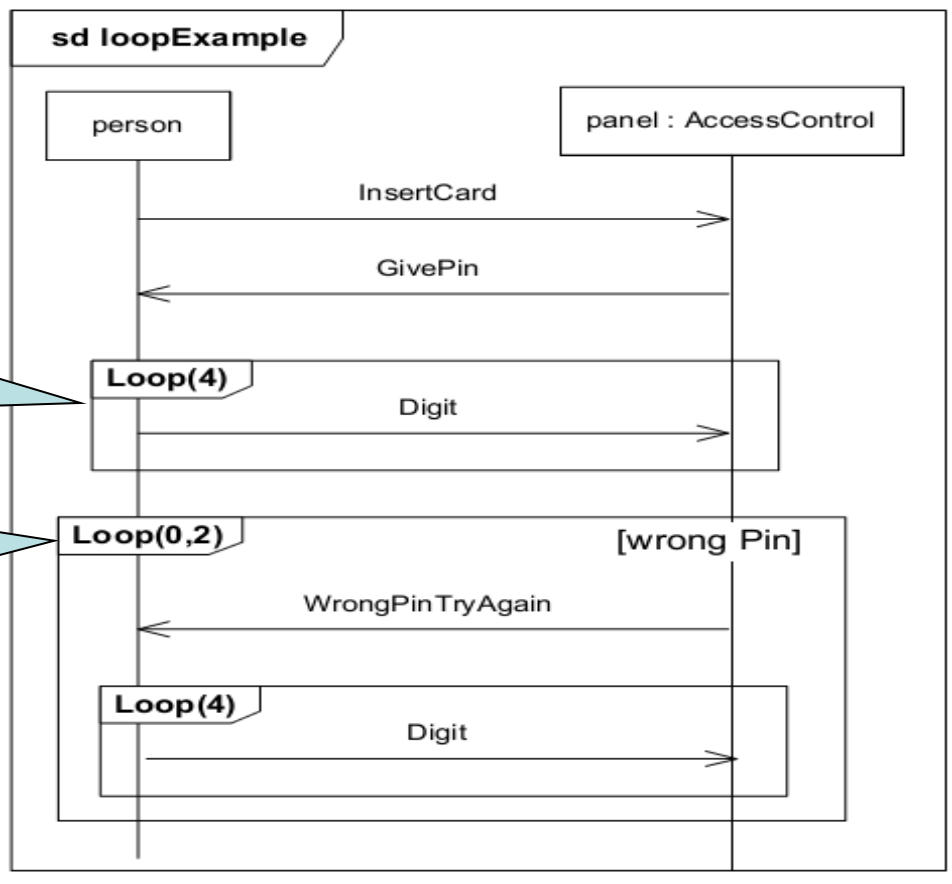 sd loopExample
person
panel : AccessControl
InsertCard
GivePin
Loop(4)
Digit
Loop(0,2)
[wrong Pin]
WrongPinTryAgain
Loop(4)
Digit